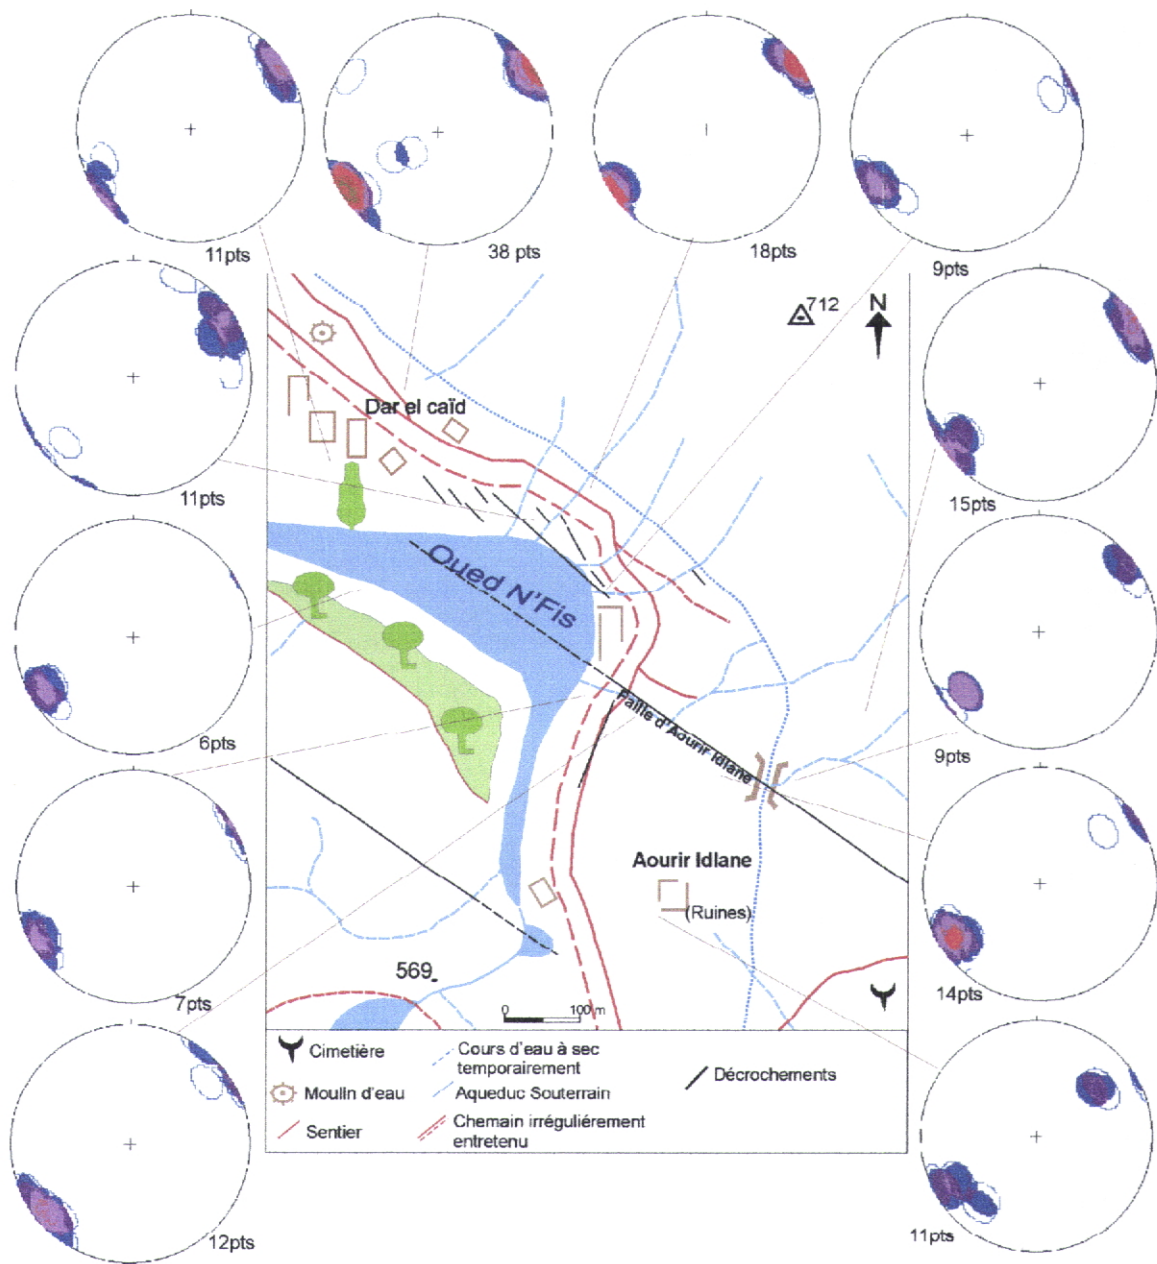 11pts
38 pts
18pts
9pts
712
N
Dar el caïd
11pts
15pts
Oued N'Fis
6pts
Faille d'Aourir Idlane
9pts
Aourir Idlane
(Ruines)
7pts
569
14pts
0 100 m
Cimetière
Cours d'eau à sec
temporairement
Décrochements
Moulin d'eau
Aqueduc Souterrain
Sentier
Chemain irréguliérement
entretenu
12pts
11pts